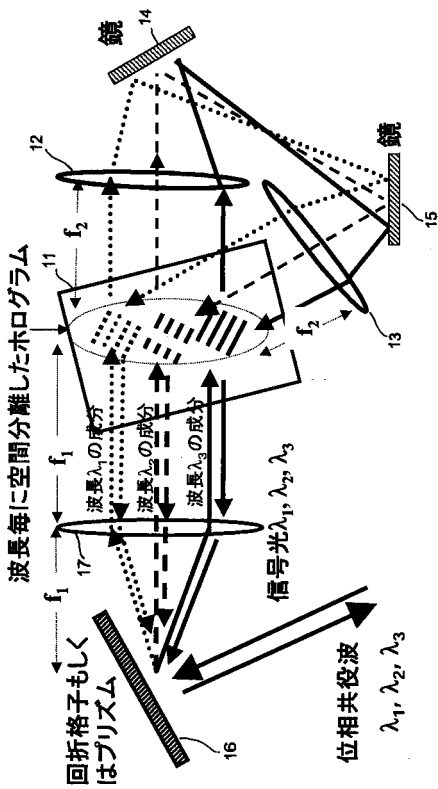 波長毎に空間分離したホログラム
回折格子もしく
はプリズム
f₁
f₁
f₂
f₂
11
12
13
鏡
14
鏡
15
16
17
波長λ₁の成分
波長λ₂の成分
波長λ₃の成分
信号光λ₁, λ₂, λ₃
位相共役波
λ₁, λ₂, λ₃